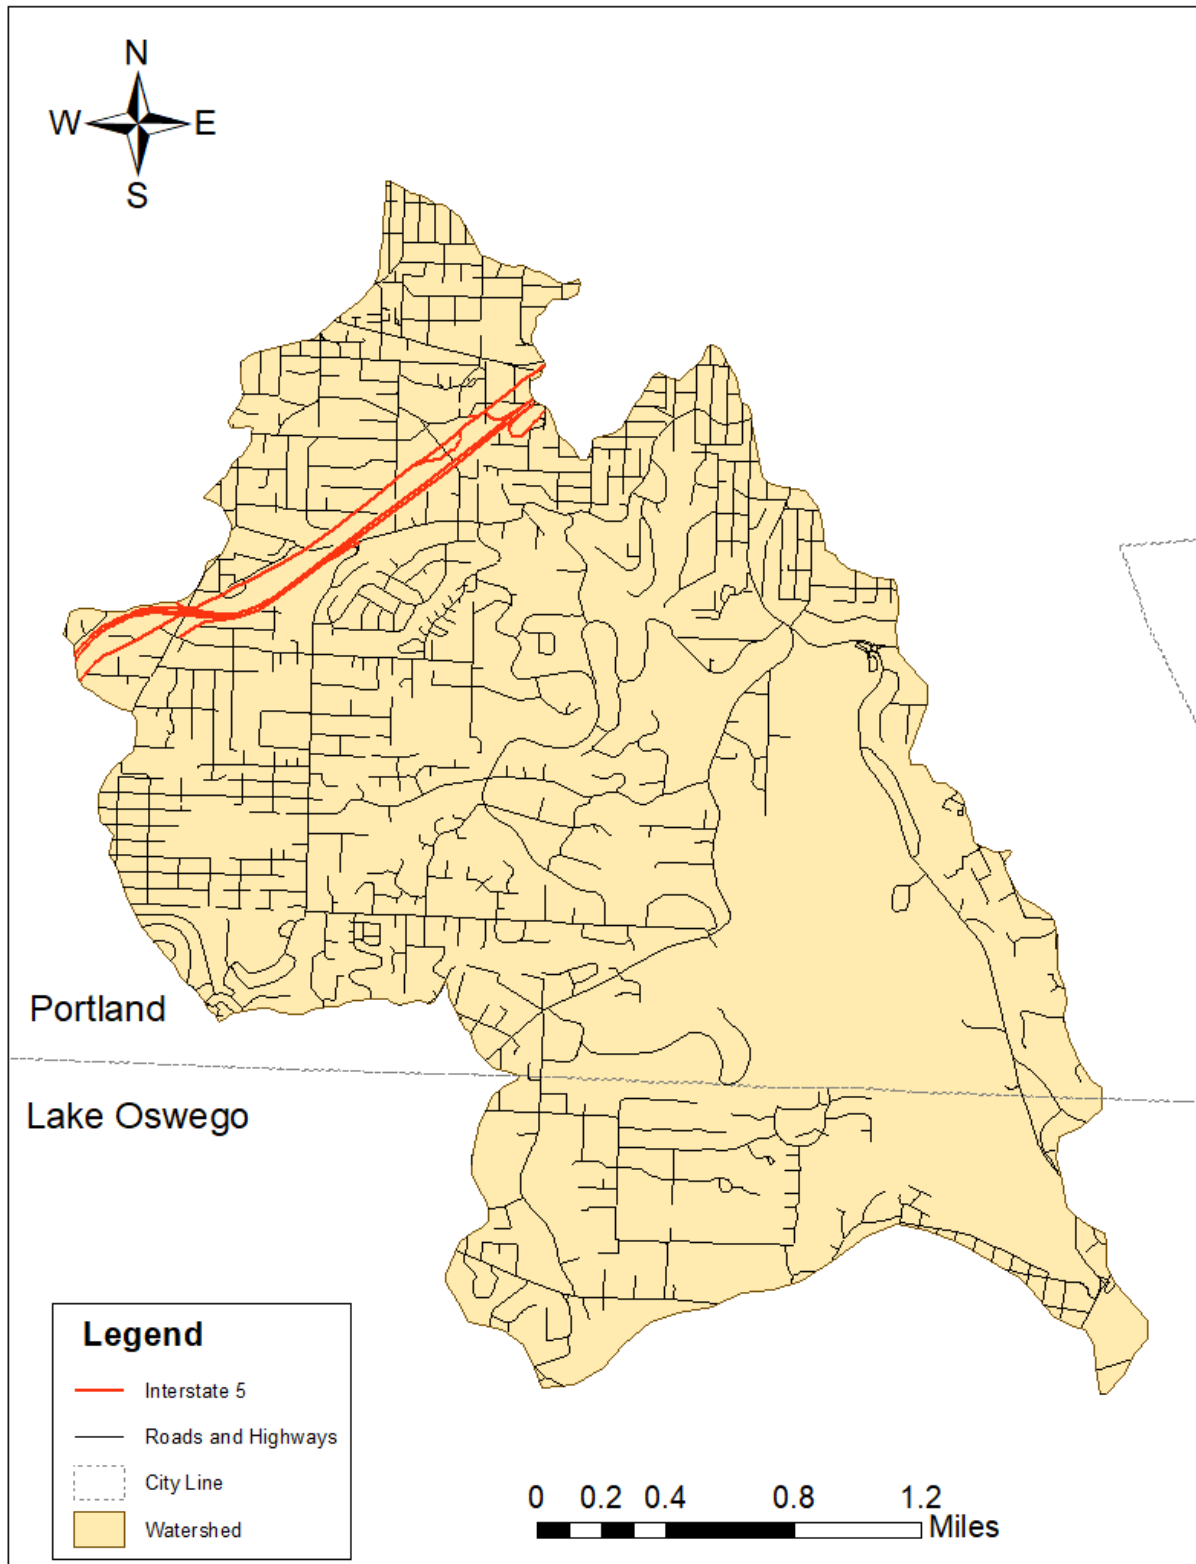 N
W E
S
Portland
Lake Oswego
Legend
Interstate 5
Roads and Highways
City Line
Watershed
0 0.2 0.4 0.8 1.2
Miles